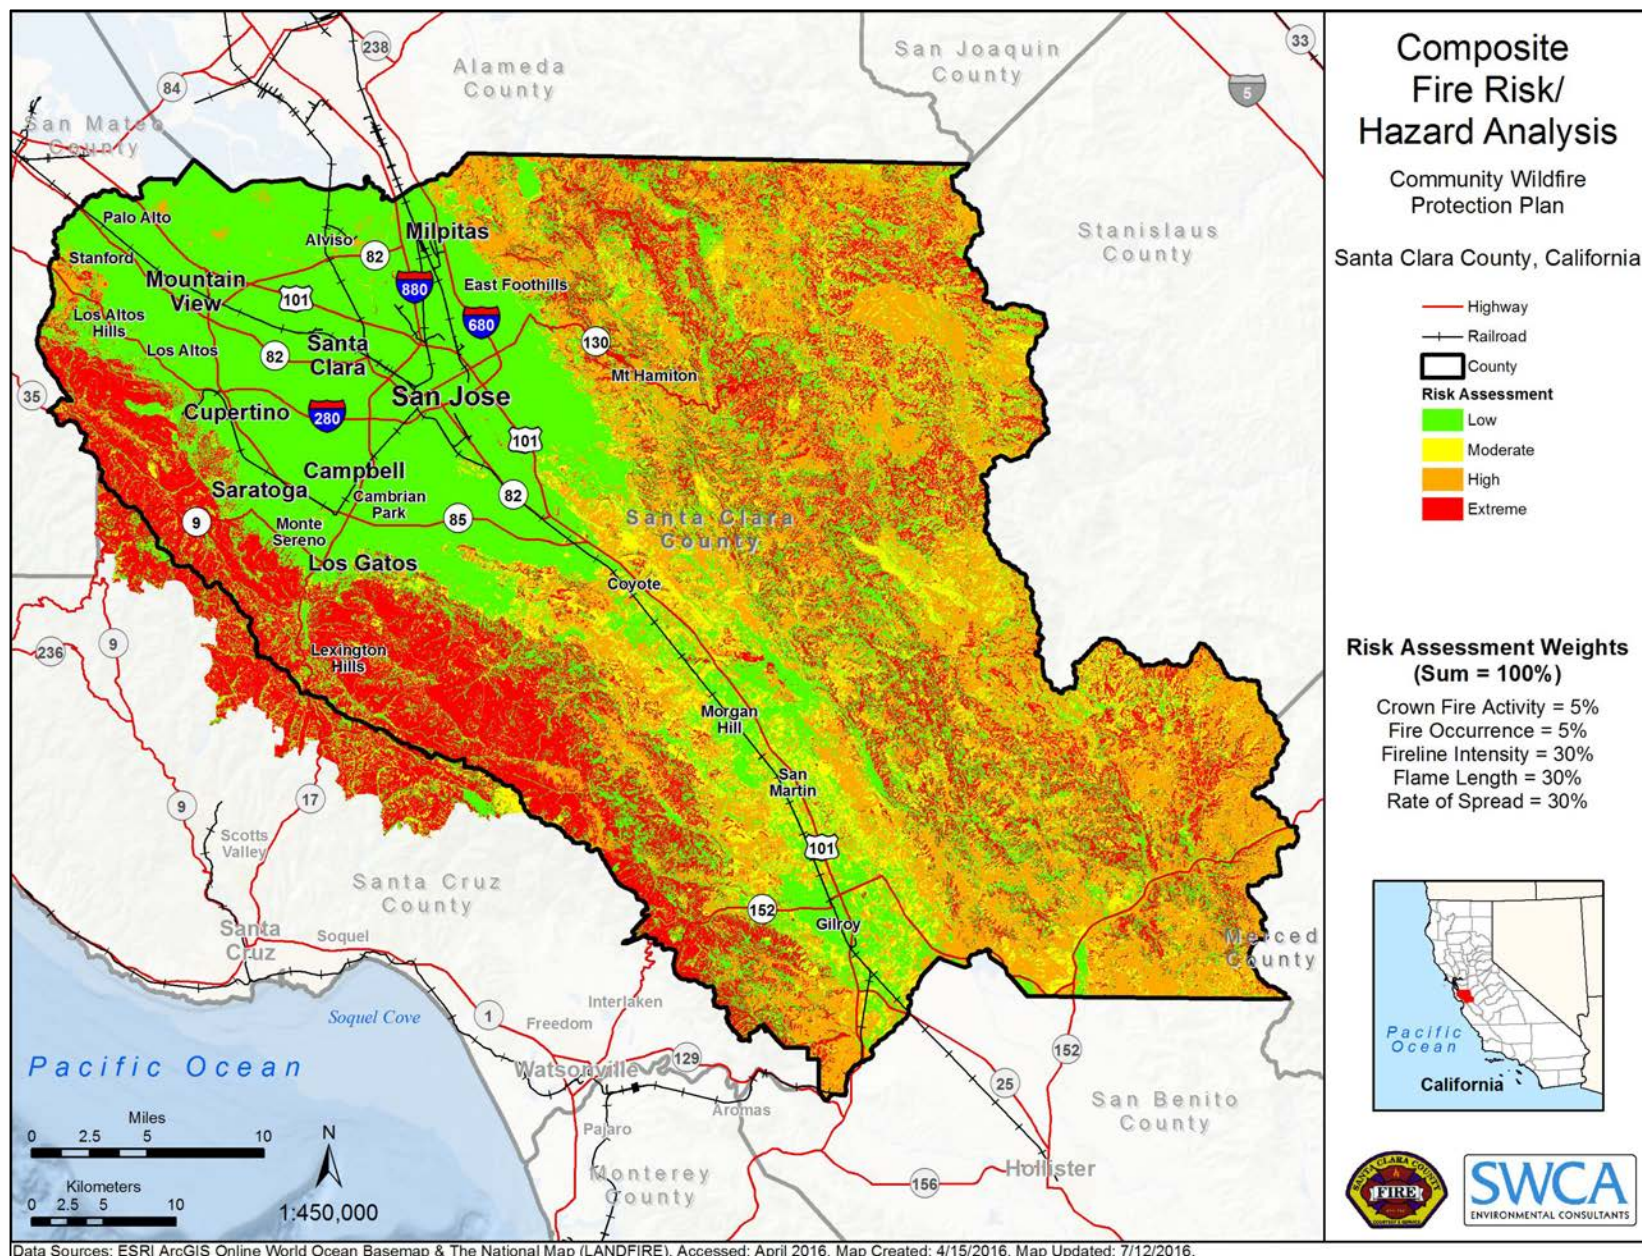 Composite
Fire Risk/
Hazard Analysis
Community Wildfire
Protection Plan
Santa Clara County, California
Highway
Railroad
County
Risk Assessment
Low
Moderate
High
Extreme
Risk Assessment Weights
(Sum = 100%)
Crown Fire Activity = 5%
Fire Occurrence = 5%
Fireline Intensity = 30%
Flame Length = 30%
Rate of Spread = 30%
Pacific
Ocean
California
SANTA CLARA COUNTY
FIRE
SWCA
ENVIRONMENTAL CONSULTANTS
238
84
33
5
Alameda
County
San Joaquin
County
San Mateo
County
Stanislaus
County
Palo Alto
Alviso
Milpitas
82
Stanford
Mountain
View
101
880
East Foothills
680
Los Altos
Hills
Los Altos
82
Santa
Clara
130
Mt Hamiton
35
Cupertino
280
San Jose
101
Campbell
Saratoga
Cambrian
Park
82
9
Monte
Sereno
85
Santa Clara
County
Los Gatos
Coyote
236
9
Lexington
Hills
Morgan
Hill
San
Martin
9
17
101
Scotts
Valley
Santa Cruz
County
152
Gilroy
Santa
Cruz
Soquel
Merced
County
Interlaken
Soquel Cove
1
Freedom
Pacific Ocean
Watsonville
129
152
25
Aromas
San Benito
County
Pajaro
Monterey
County
Hollister
156
Miles
0 2.5 5 10
Kilometers
0 2.5 5 10
N
1:450,000
Data Sources: ESRI ArcGIS Online World Ocean Basemap & The National Map (LANDFIRE). Accessed: April 2016. Map Created: 4/15/2016. Map Updated: 7/12/2016.